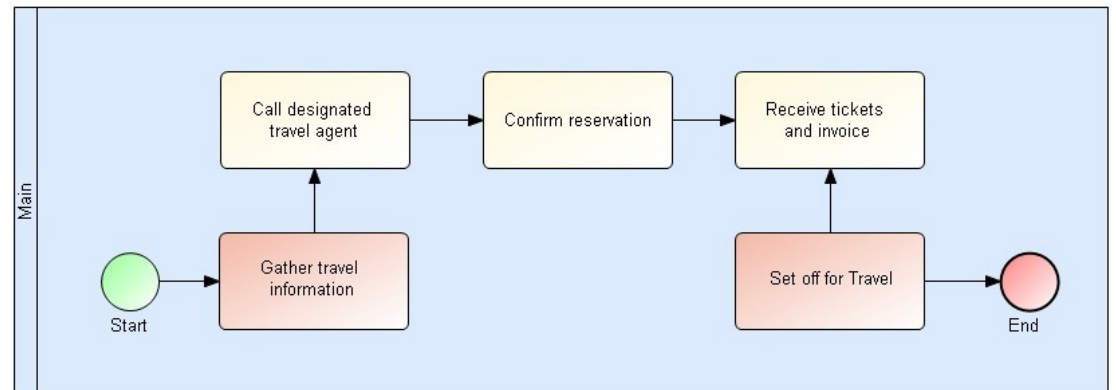 Main
Call designated
travel agent
Confirm reservation
Receive tickets
and invoice
Start
Gather travel
information
Set off for Travel
End